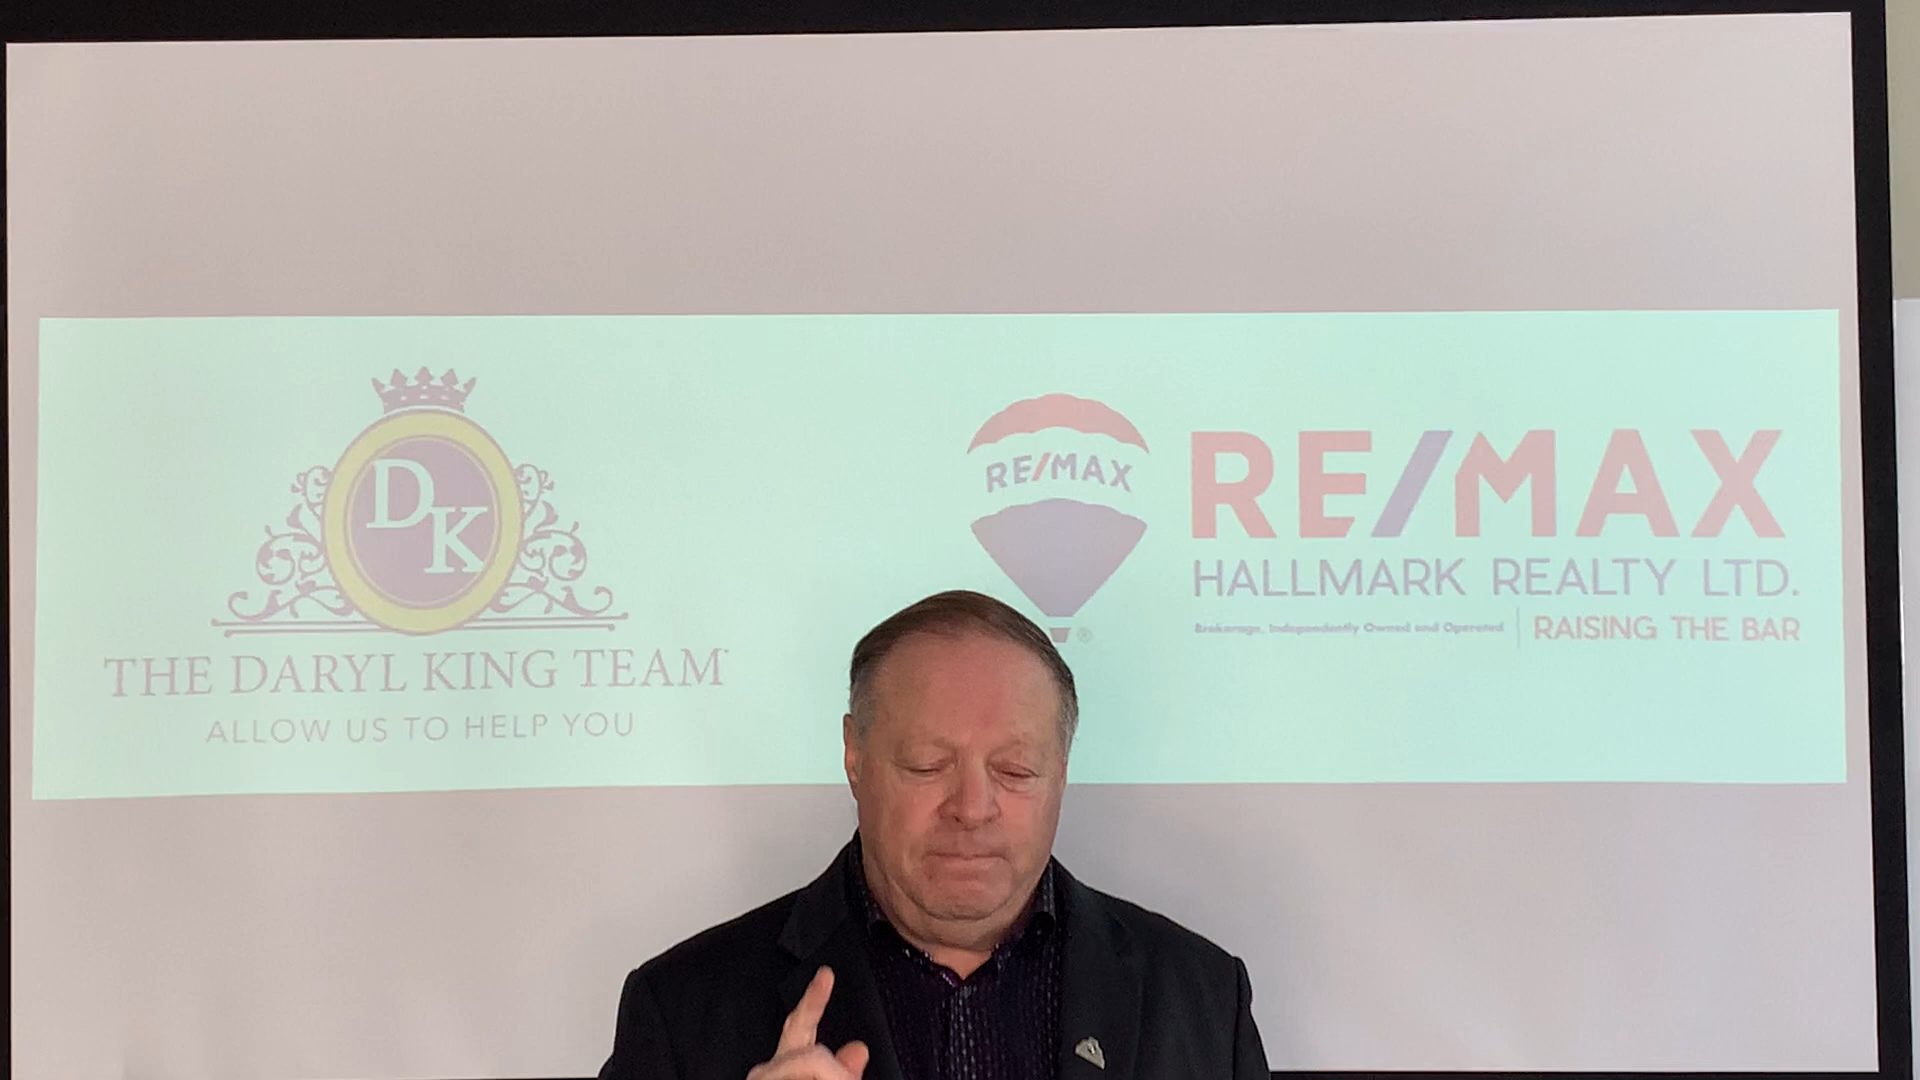 DK
THE DARYL KING TEAM
ALLOW US TO HELP YOU
RE/MAX
RE/MAX
HALLMARK REALTY LTD.
Brokerage, Independently Owned and Operated | RAISING THE BAR